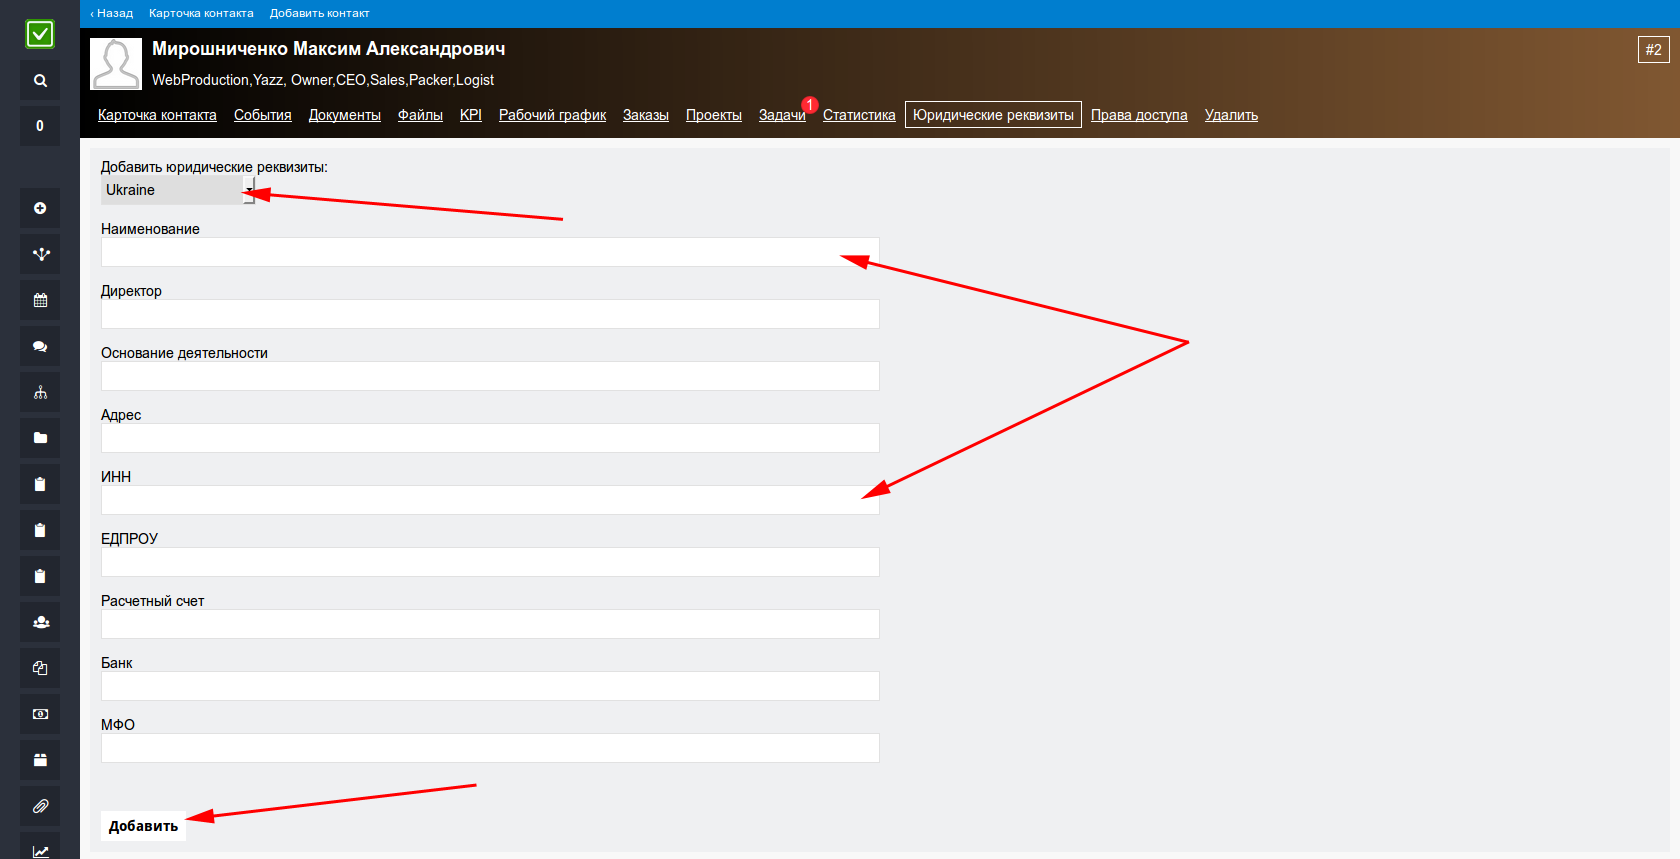 ‹ Назад Карточка контакта Добавить контакт
Мирошниченко Максим Александрович
#2
WebProduction,Yazz, Owner,CEO,Sales,Packer,Logist
0
1
Карточка контакта События Документы Файлы KPI Рабочий график Заказы Проекты Задачи Статистика Юридические реквизиты Права доступа Удалить
Добавить юридические реквизиты:
Ukraine
Наименование
Директор
Основание деятельности
Адрес
ИНН
ЕДПРОУ
Расчетный счет
Банк
МФО
Добавить